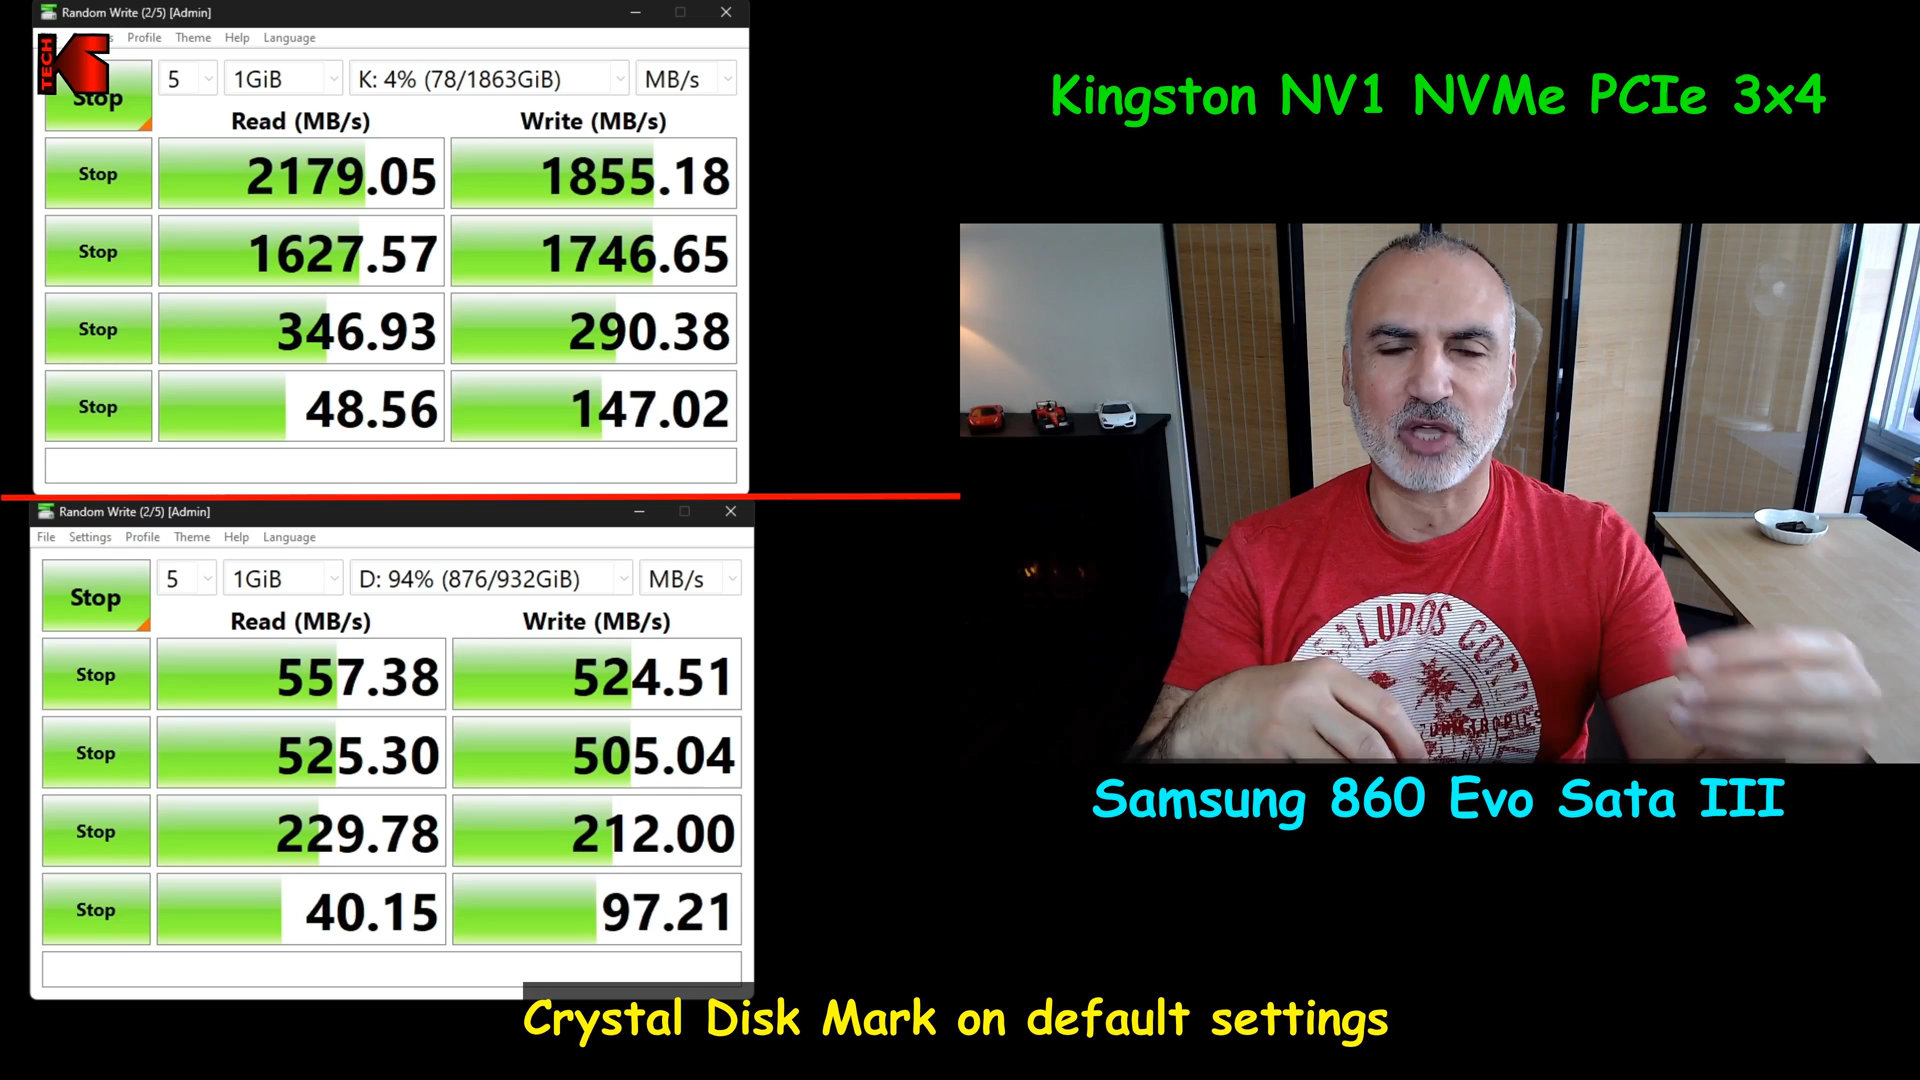 Random Write (2/5) [Admin]
Profile Theme Help Language
TECH
Stop 5 1GiB K: 4% (78/1863GiB) MB/s
Read (MB/s) Write (MB/s)
Stop 2179.05 1855.18
Stop 1627.57 1746.65
Stop 346.93 290.38
Stop 48.56 147.02
Kingston NV1 NVMe PCIe 3x4
Random Write (2/5) [Admin]
File Settings Profile Theme Help Language
Stop 5 1GiB D: 94% (876/932GiB) MB/s
Read (MB/s) Write (MB/s)
Stop 557.38 524.51
Stop 525.30 505.04
Stop 229.78 212.00
Stop 40.15 97.21
Samsung 860 Evo Sata III
Crystal Disk Mark on default settings